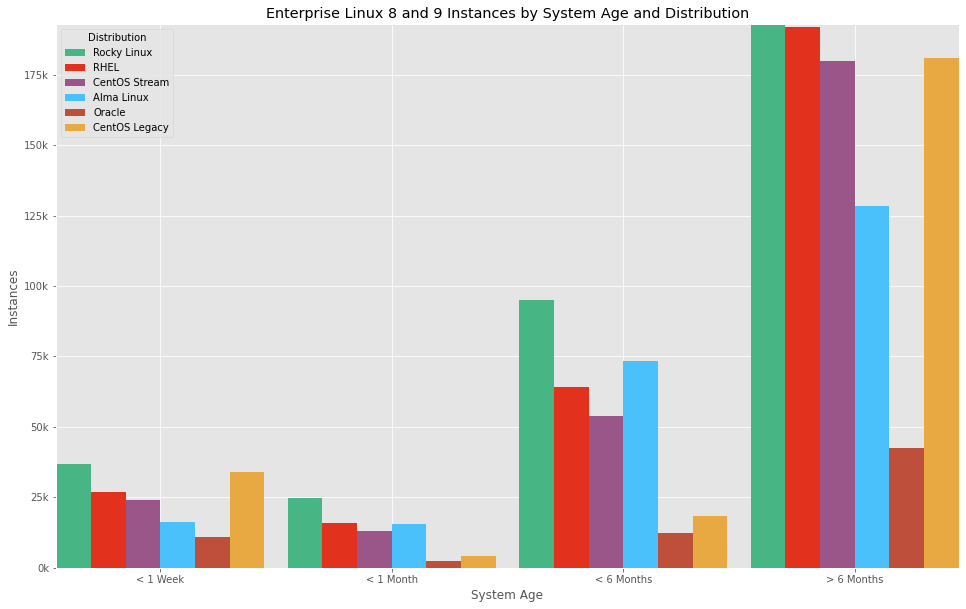 Enterprise Linux 8 and 9 Instances by System Age and Distribution
Distribution
Rocky Linux
RHEL
CentOS Stream
Alma Linux
Oracle
CentOS Legacy
175k
150k
125k
100k
75k
50k
25k
0k
Instances
< 1 Week
< 1 Month
< 6 Months
> 6 Months
System Age